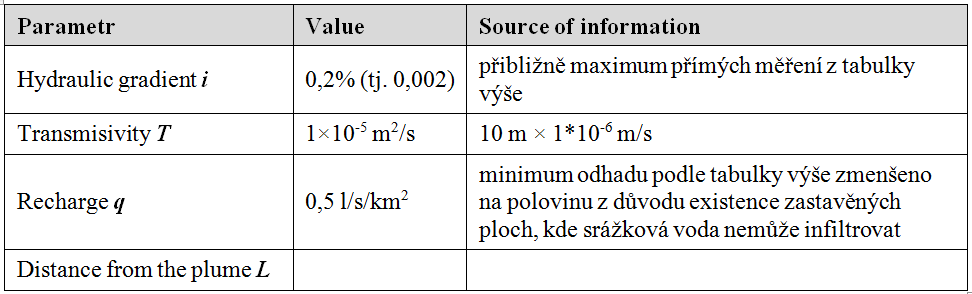 Parametr Value Source of information
Hydraulic gradient i 0,2% (tj. 0,002) přibližně maximum přímých měření z tabulky
výše
Transmisivity T 1×10⁻⁵ m²/s 10 m × 1*10⁻⁶ m/s
Recharge q 0,5 l/s/km² minimum odhadu podle tabulky výše zmenšeno
na polovinu z důvodu existence zastavěných
ploch, kde srážková voda nemůže infiltrovat
Distance from the plume L